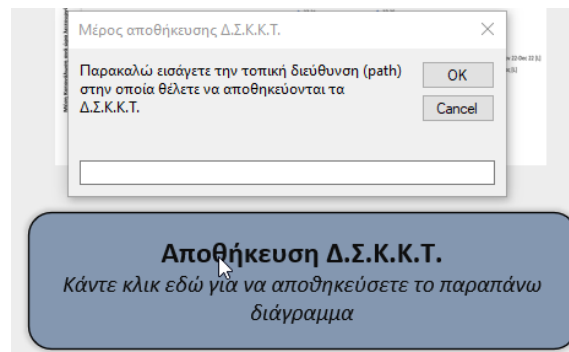 Μέρος αποθήκευσης Δ.Σ.Κ.Κ.Τ.
Παρακαλώ εισάγετε την τοπική διεύθυνση (path)
στην οποία θέλετε να αποθηκεύονται τα
Δ.Σ.Κ.Κ.Τ.
OK
Cancel
Αποθήκευση Δ.Σ.Κ.Κ.Τ.
Κάντε κλικ εδώ για να αποθηκεύσετε το παραπάνω
διάγραμμα